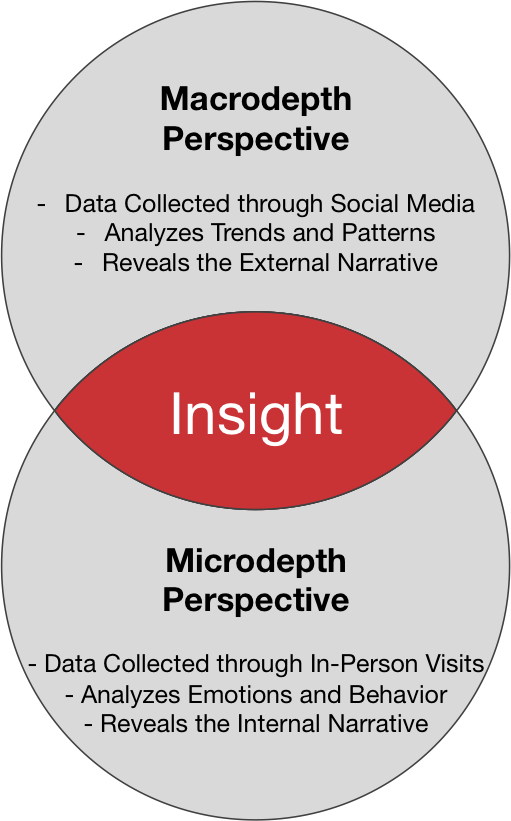 Macrodepth
Perspective
- Data Collected through Social Media
- Analyzes Trends and Patterns
- Reveals the External Narrative
Insight
Microdepth
Perspective
- Data Collected through In-Person Visits
- Analyzes Emotions and Behavior
- Reveals the Internal Narrative